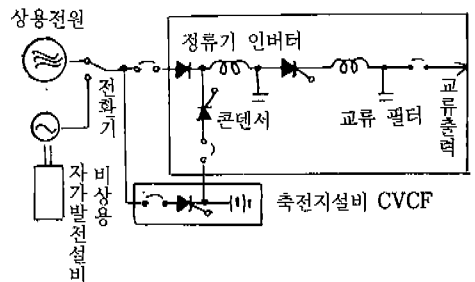 상용전원
정류기 인버터
전화기
콘덴서
교류 필터
교류출력
비상용
자가발전설비
축전지설비 CVCF